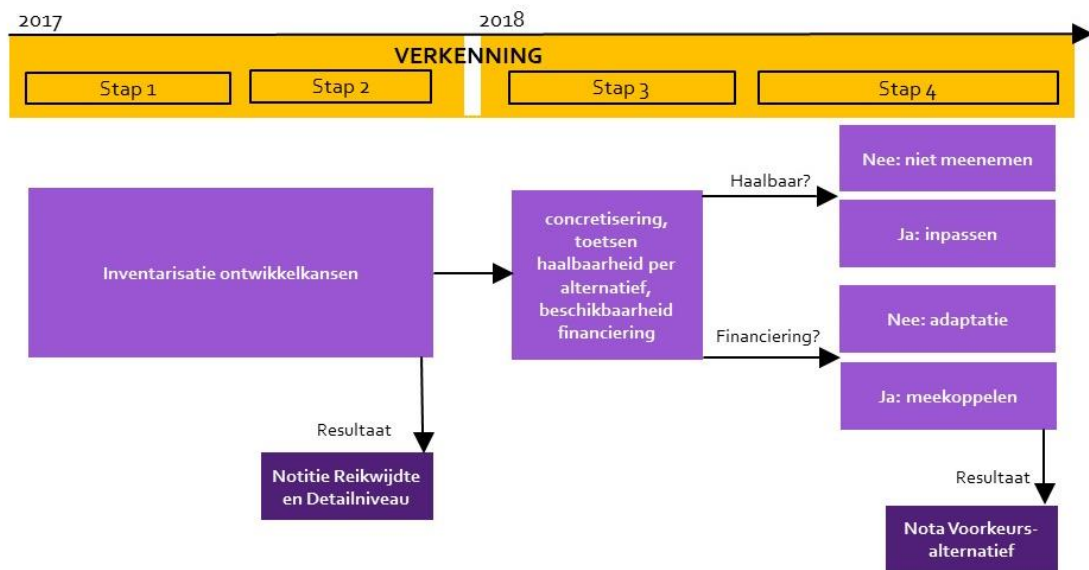 2017
2018
VERKENNING
Stap 1
Stap 2
Stap 3
Stap 4
Inventarisatie ontwikkelkansen
Resultaat
Notitie Reikwijdte
en Detailniveau
concretisering,
toetsen
haalbaarheid per
alternatief,
beschikbaarheid
financiering
Haalbaar?
Nee: niet meenemen
Ja: inpassen
Financiering?
Nee: adaptatie
Ja: meekoppelen
Resultaat
Nota Voorkeurs-
alternatief